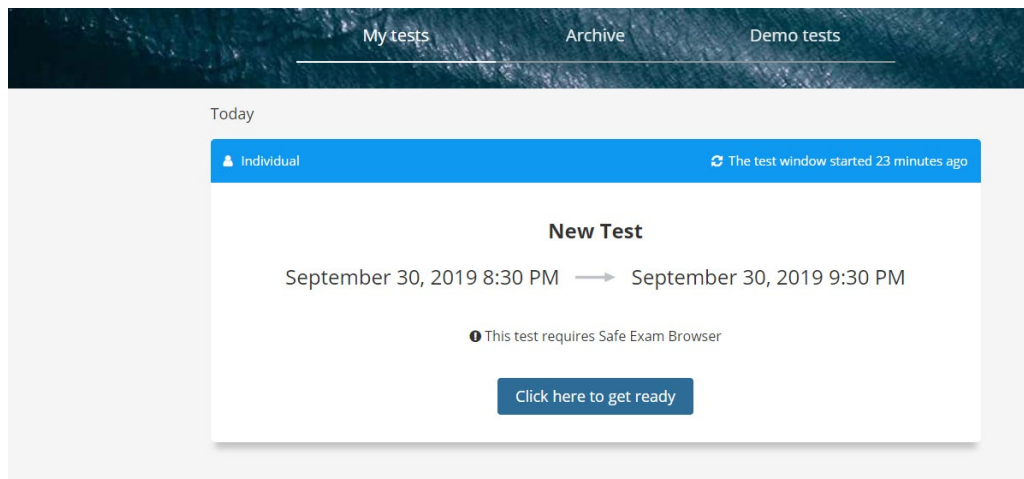 My tests Archive Demo tests
Today
Individual The test window started 23 minutes ago
New Test
September 30, 2019 8:30 PM September 30, 2019 9:30 PM
This test requires Safe Exam Browser
Click here to get ready